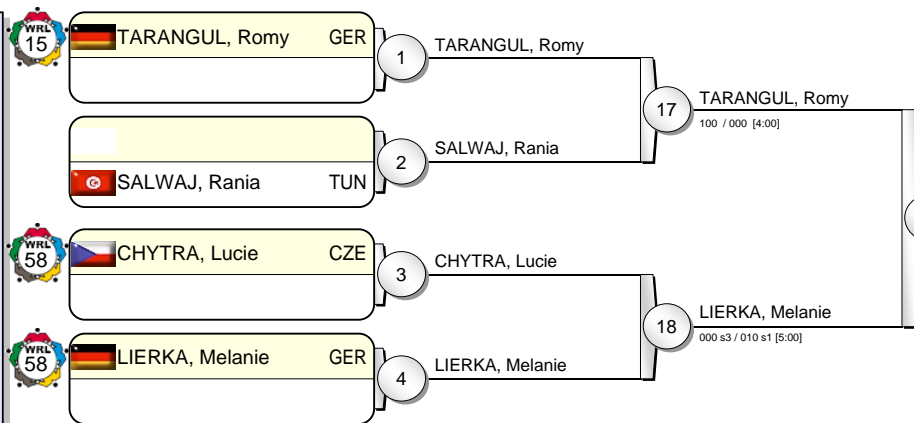 WRL
15
TARANGUL, Romy GER
1
TARANGUL, Romy
17
TARANGUL, Romy
100 / 000 [4:00]
2
SALWAJ, Rania
SALWAJ, Rania TUN
WRL
58
CHYTRA, Lucie CZE
3
CHYTRA, Lucie
18
LIERKA, Melanie
000 s3 / 010 s1 [5:00]
WRL
58
LIERKA, Melanie GER
4
LIERKA, Melanie